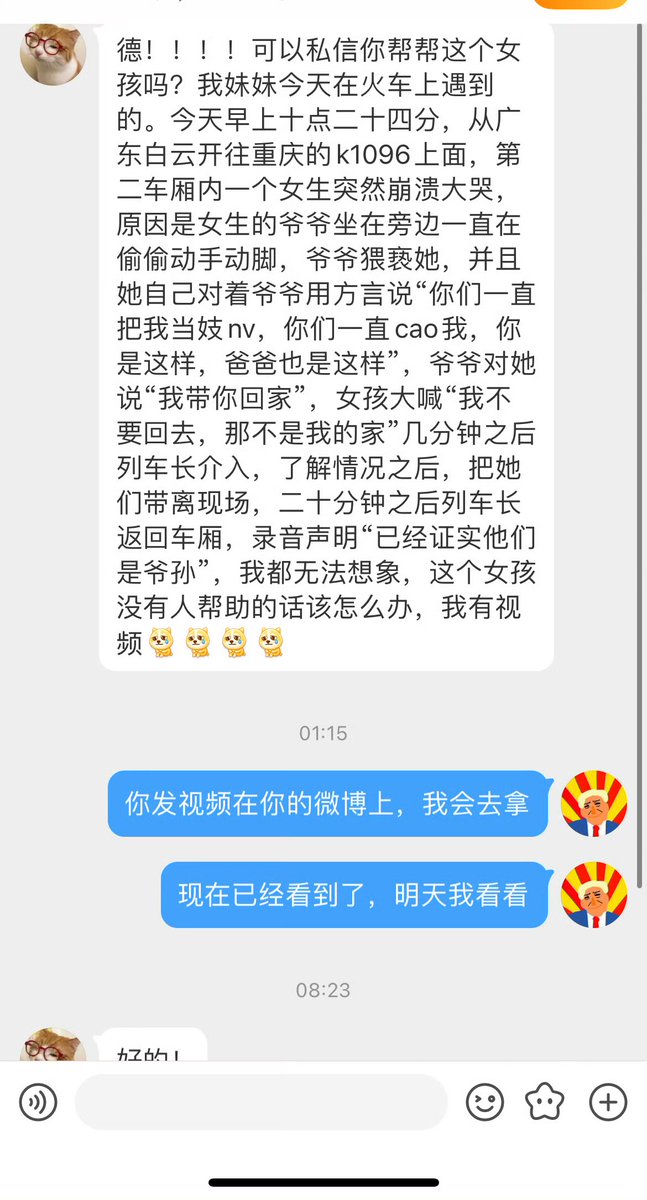 德！！！！可以私信你帮帮这个女
孩吗？我妹妹今天在火车上遇到
的。今天早上十点二十四分，从广
东白云开往重庆的k1096上面，第
二车厢内一个女生突然崩溃大哭，
原因是女生的爷爷坐在旁边一直在
偷偷动手动脚，爷爷猥亵她，并且
她自己对着爷爷用方言说“你们一直
把我当妓nv，你们一直cao我，你
是这样，爸爸也是这样”，爷爷对她
说“我带你回家”，女孩大喊“我不
要回去，那不是我的家”几分钟之后
列车长介入，了解情况之后，把她
们带离现场，二十分钟之后列车长
返回车厢，录音声明“已经证实他们
是爷孙”，我都无法想象，这个女孩
没有人帮助的话该怎么办，我有视
频
01:15
你发视频在你的微博上，我会去拿
现在已经看到了，明天我看看
08:23
好的！